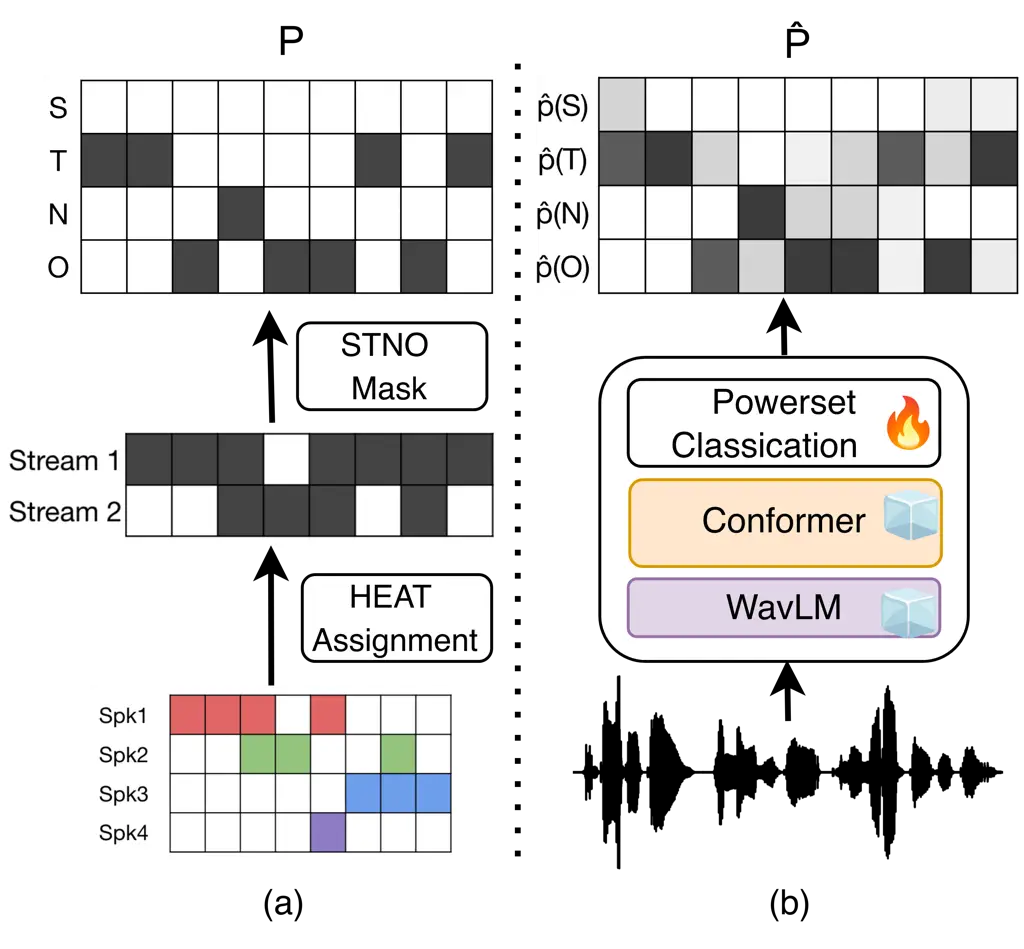 P
S
T
N
O
STNO
Mask
Stream 1
Stream 2
HEAT
Assignment
Spk1
Spk2
Spk3
Spk4
(a)
P̂
p̂(S)
p̂(T)
p̂(N)
p̂(O)
Powerset
Classication
Conformer
WavLM
(b)